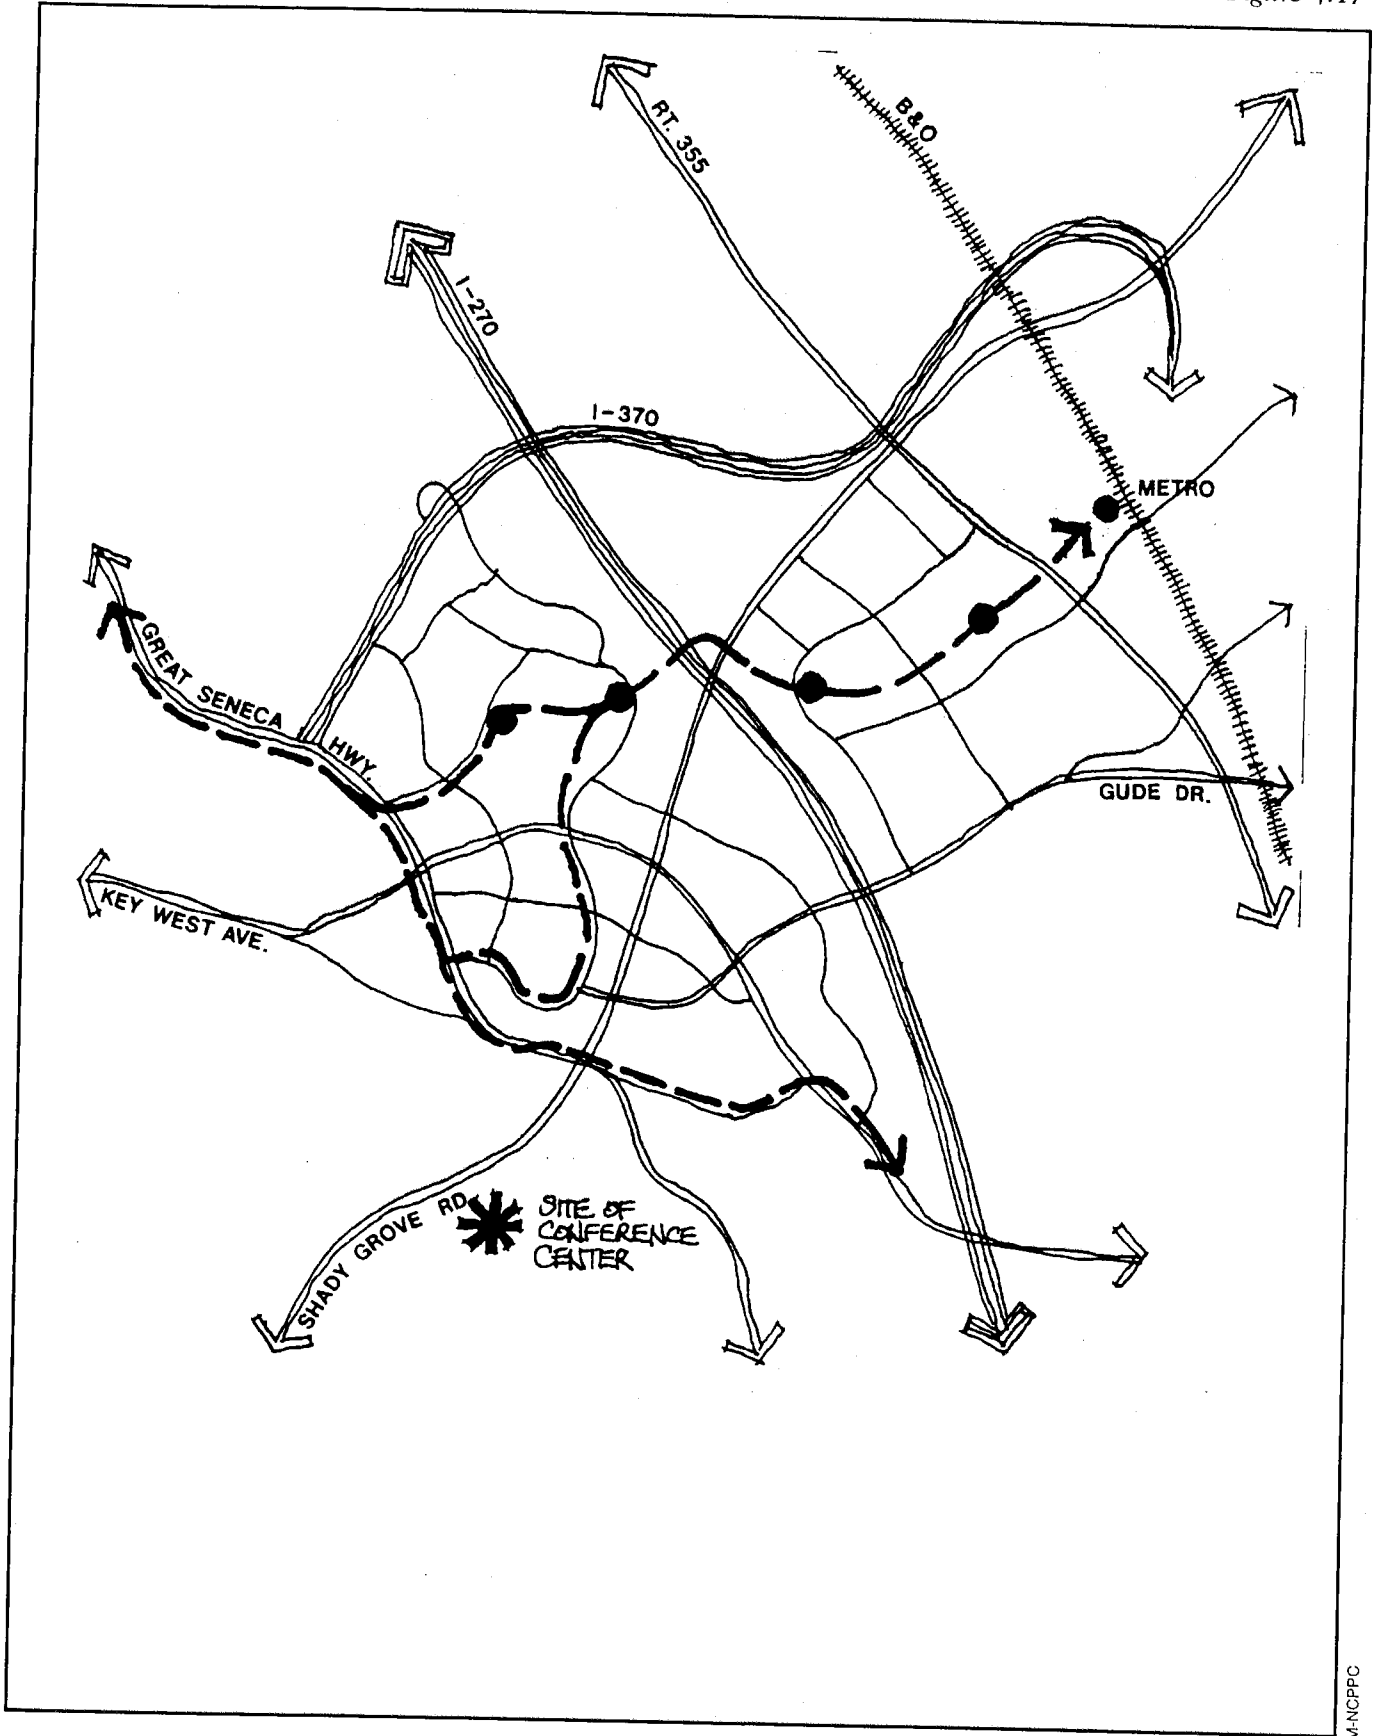 RT. 355
B&O
I-270
I-370
METRO
GREAT SENECA HWY.
GUDE DR.
KEY WEST AVE.
SHADY GROVE RD.
SITE OF
CONFERENCE
CENTER
M-NCPPC